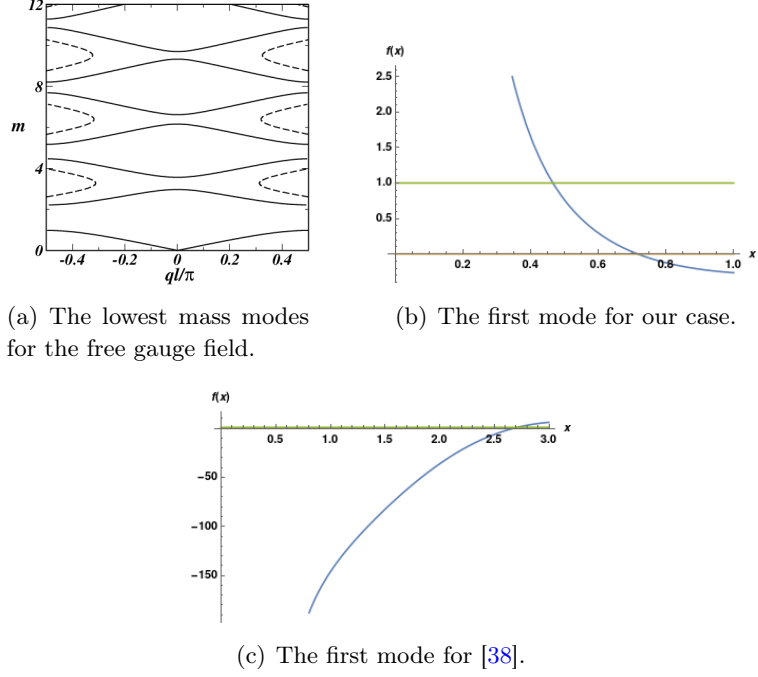 12
8
m
4
0
-0.4 -0.2 0 0.2 0.4
ql/π
(a) The lowest mass modes
for the free gauge field.
f(x)
2.5
2.0
1.5
1.0
0.5
0.2 0.4 0.6 0.8 1.0 x
(b) The first mode for our case.
f(x)
0.5 1.0 1.5 2.0 2.5 3.0 x
−50
−100
−150
(c) The first mode for [38].